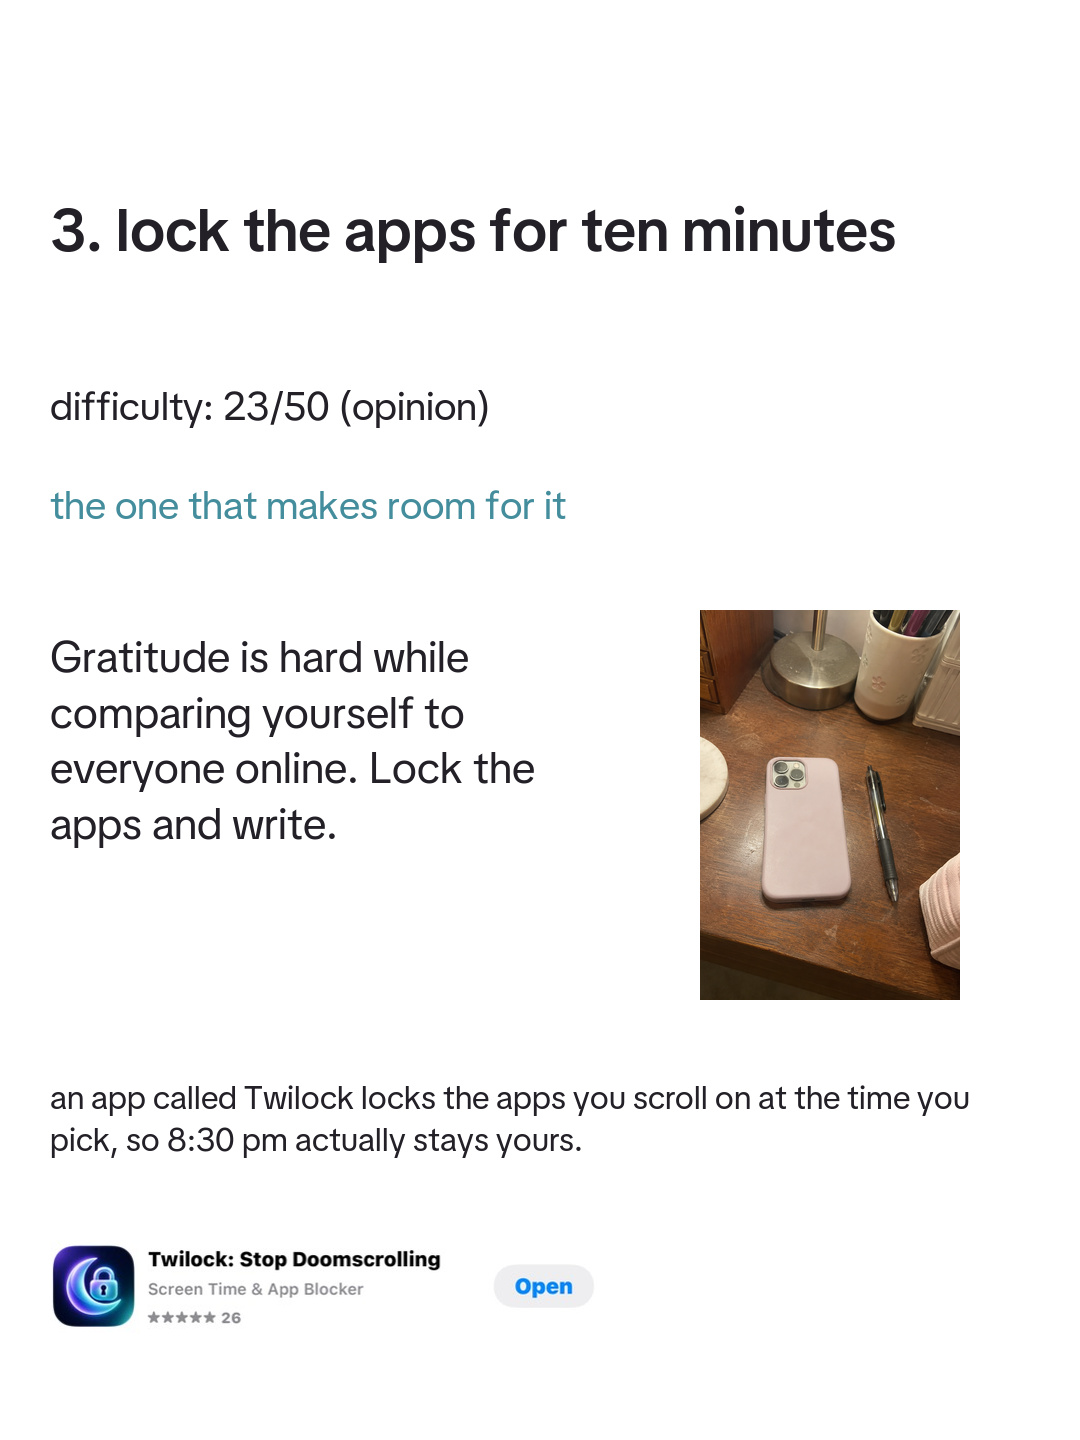 3. lock the apps for ten minutes
difficulty: 23/50 (opinion)
the one that makes room for it
Gratitude is hard while
comparing yourself to
everyone online. Lock the
apps and write.
an app called Twilock locks the apps you scroll on at the time you
pick, so 8:30 pm actually stays yours.
Twilock: Stop Doomscrolling
Screen Time & App Blocker
★★★★★ 26
Open